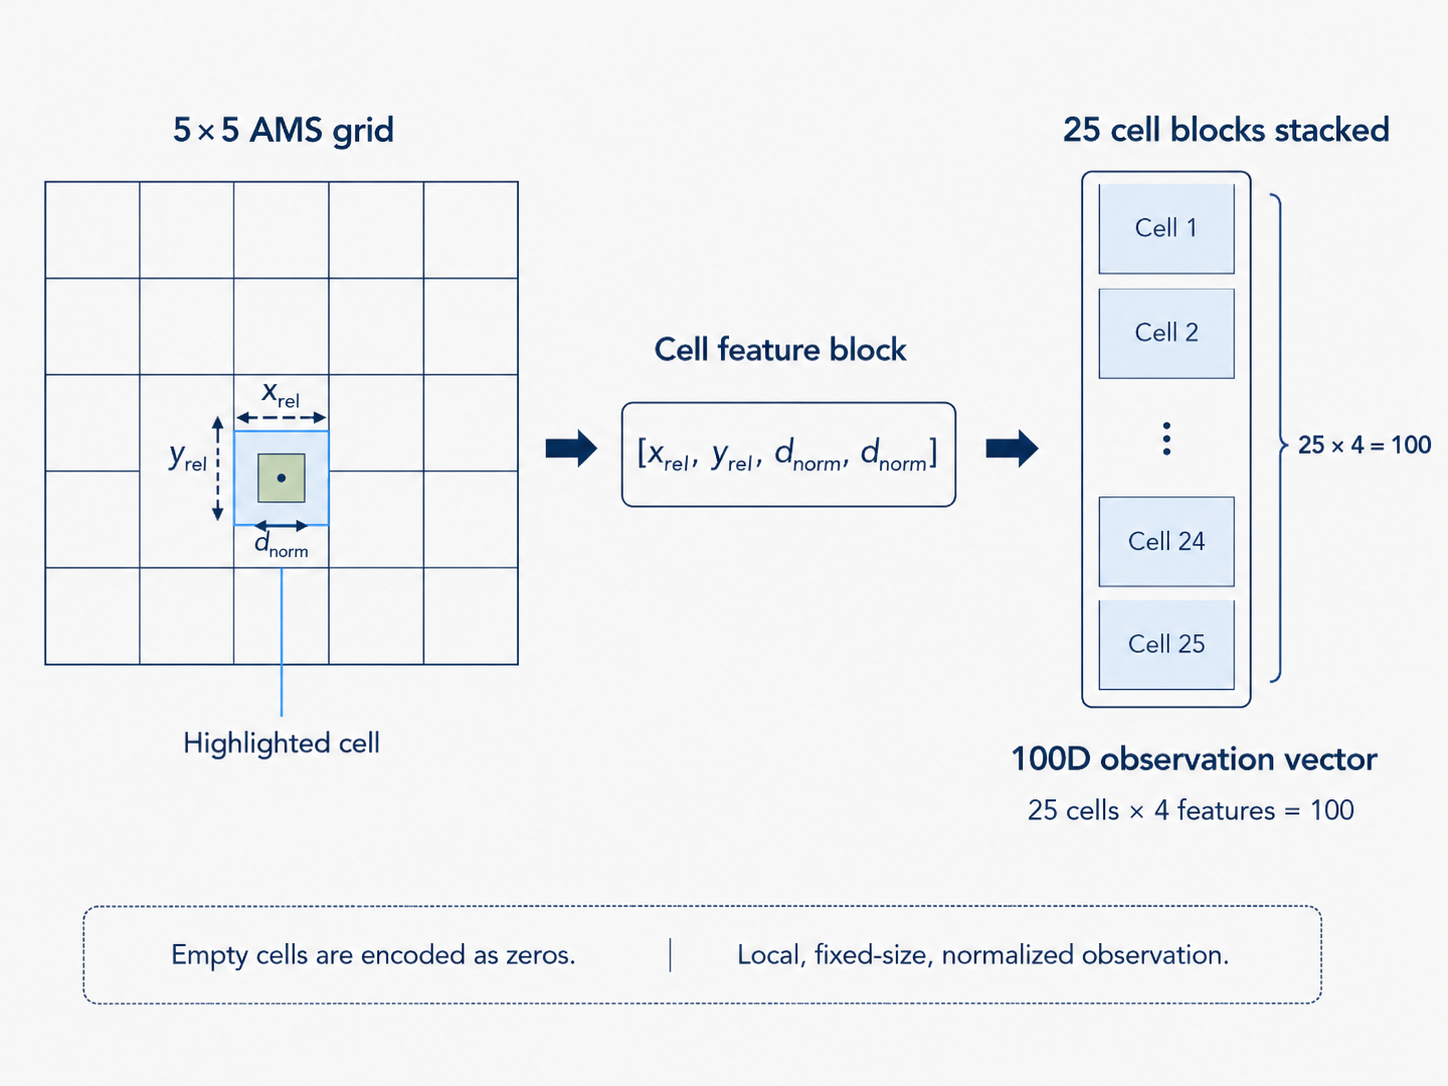 5 × 5 AMS grid
x_rel
y_rel
d_norm
Highlighted cell
Cell feature block
[x_rel, y_rel, d_norm, d_norm]
25 cell blocks stacked
Cell 1
Cell 2
Cell 24
Cell 25
25 × 4 = 100
100D observation vector
25 cells × 4 features = 100
Empty cells are encoded as zeros. | Local, fixed-size, normalized observation.